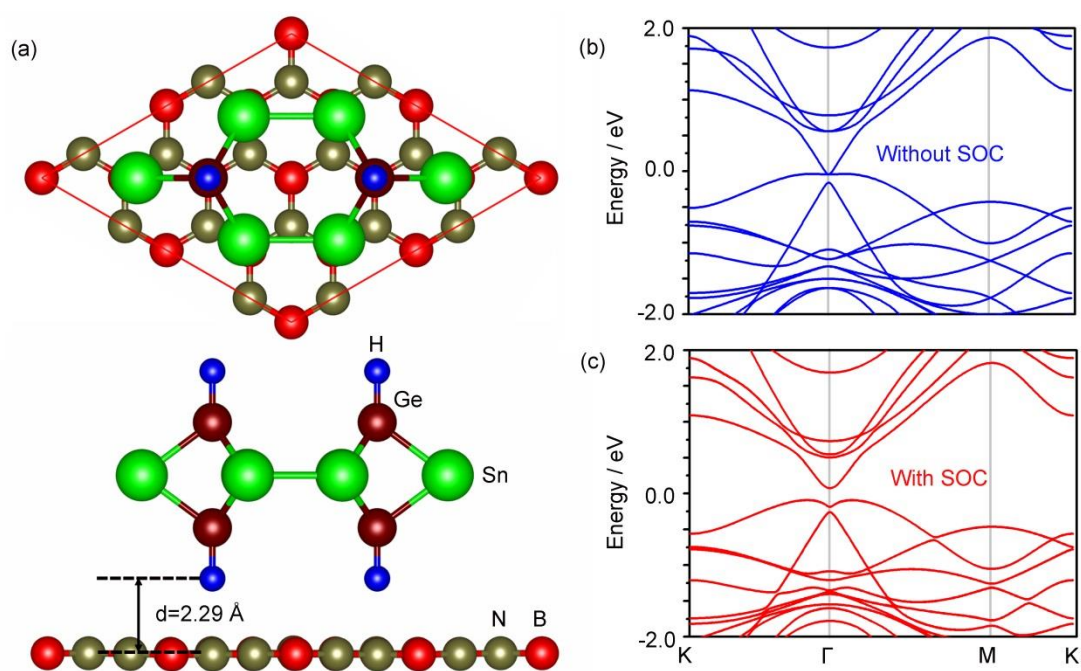 (a)
H
Ge
Sn
d=2.29 Å
N
B
(b)
2.0
0.0
-2.0
Energy / eV
Without SOC
(c)
2.0
0.0
-2.0
Energy / eV
With SOC
K
Γ
M
K